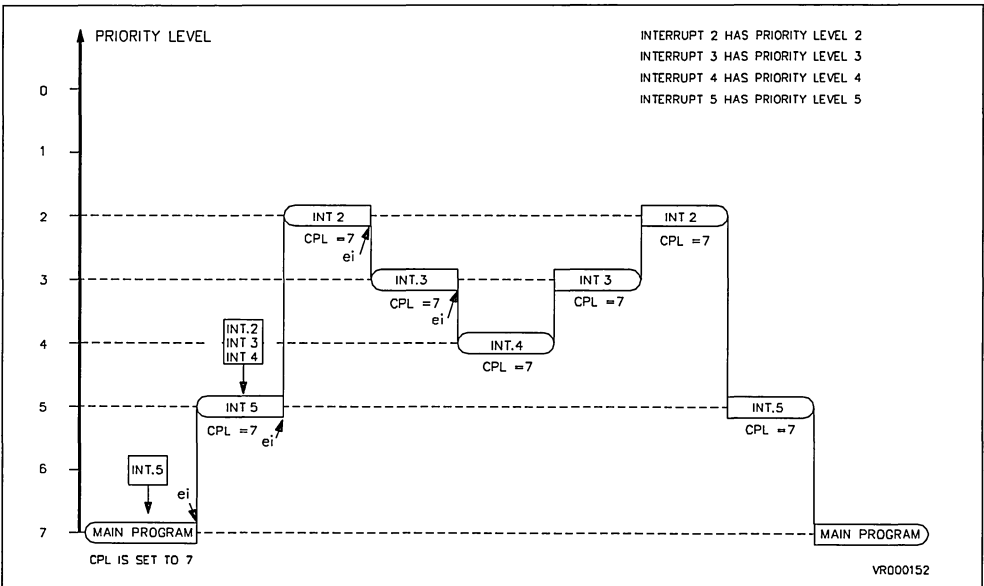 PRIORITY LEVEL
INTERRUPT 2 HAS PRIORITY LEVEL 2
INTERRUPT 3 HAS PRIORITY LEVEL 3
INTERRUPT 4 HAS PRIORITY LEVEL 4
INTERRUPT 5 HAS PRIORITY LEVEL 5
0
1
2
INT 2
INT 2
CPL =7
CPL =7
ei
3
INT.3
INT 3
CPL =7
CPL =7
ei
INT.2
INT 3
INT 4
4
INT.4
CPL =7
5
INT 5
INT.5
CPL =7
CPL =7
ei
6
INT.5
ei
7
MAIN PROGRAM
MAIN PROGRAM
CPL IS SET TO 7
VR000152